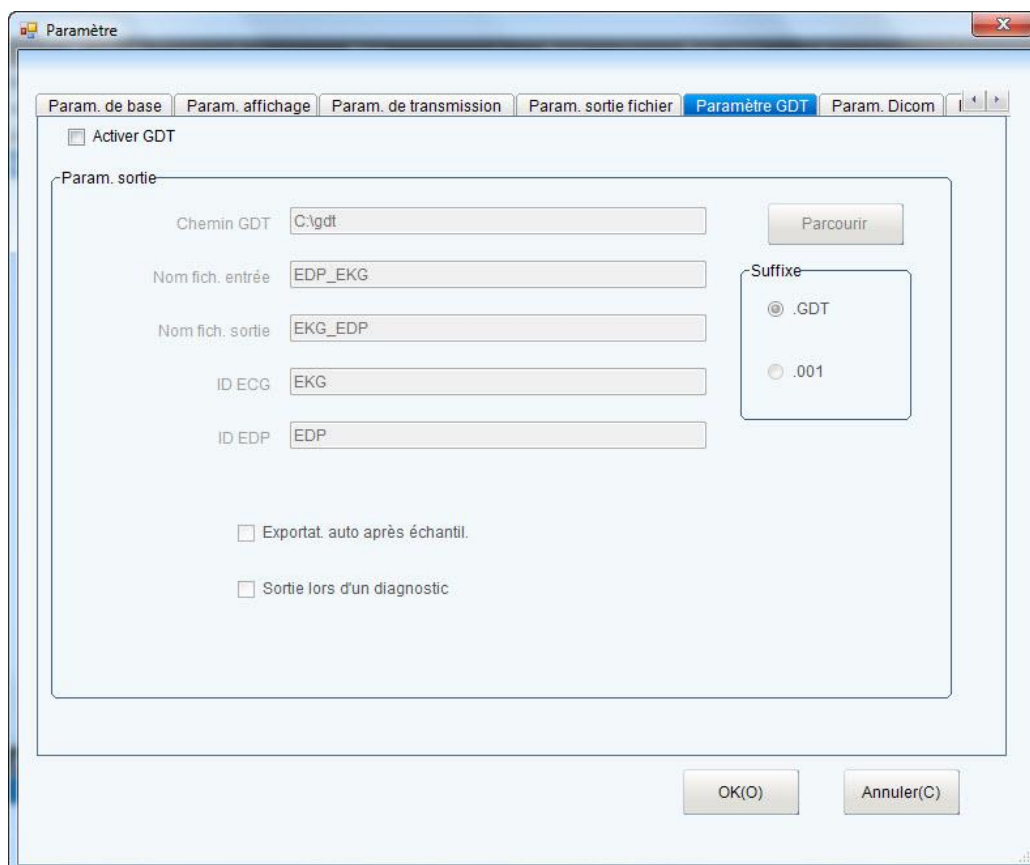 Paramètre
Param. de base Param. affichage Param. de transmission Param. sortie fichier Paramètre GDT Param. Dicom
Activer GDT
Param. sortie
Chemin GDT C:\gdt Parcourir
Nom fich. entrée EDP_EKG
Suffixe
.GDT
Nom fich. sortie EKG_EDP
.001
ID ECG EKG
ID EDP EDP
Exportat. auto après échantil.
Sortie lors d'un diagnostic
OK(O) Annuler(C)